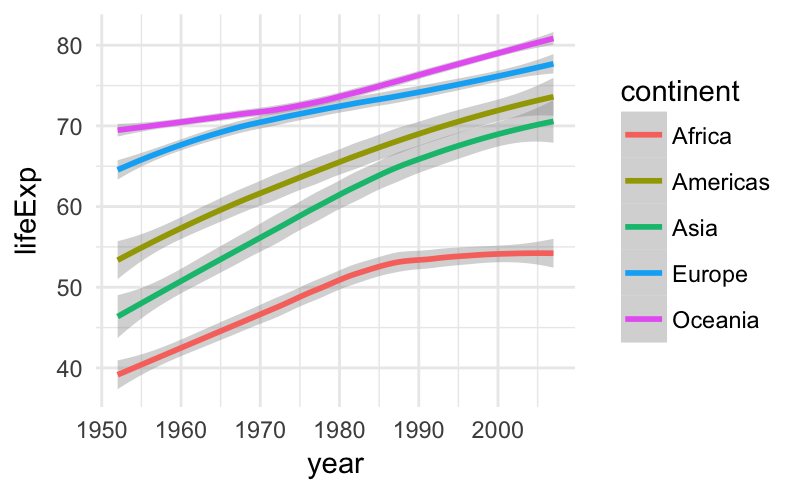 80
70
60
50
40
lifeExp
1950 1960 1970 1980 1990 2000
year
continent
Africa
Americas
Asia
Europe
Oceania